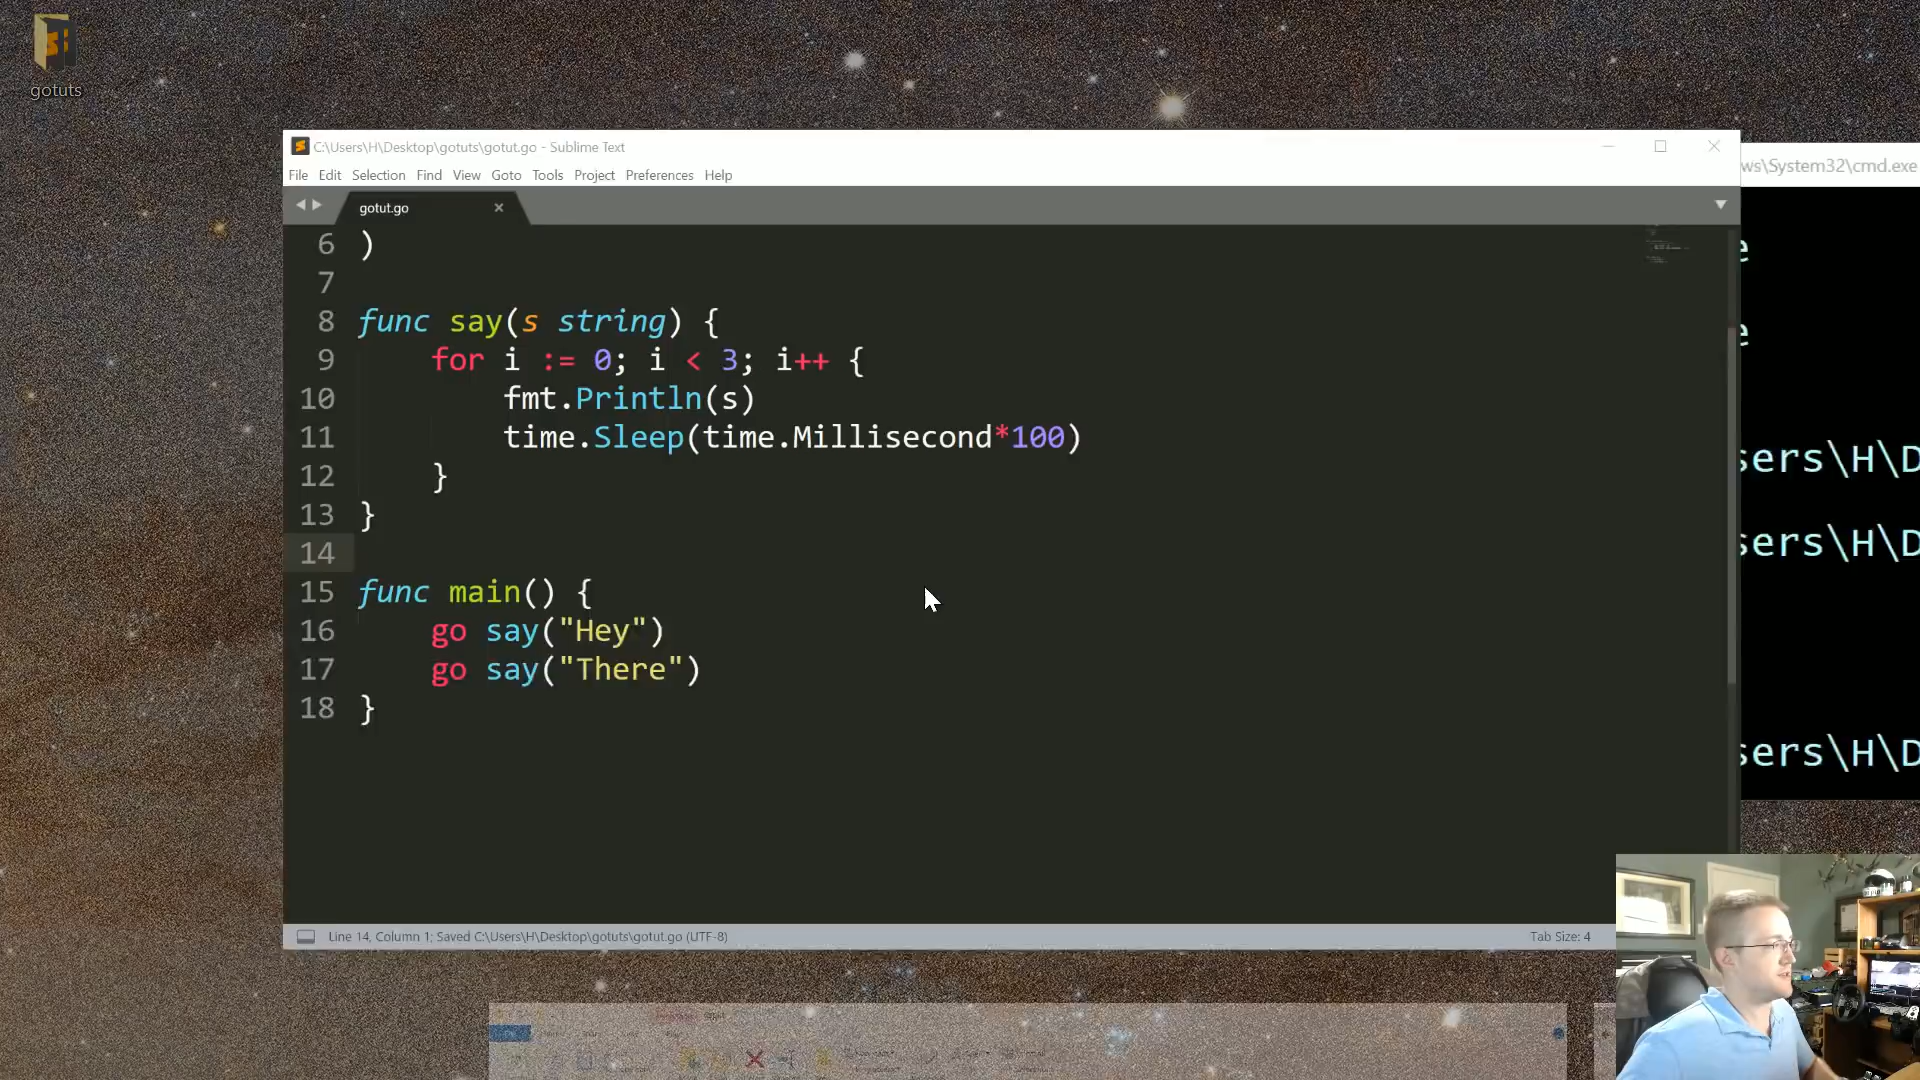 gotuts
C:\Users\H\Desktop\gotuts\gotut.go - Sublime Text
File Edit Selection Find View Goto Tools Project Preferences Help
ws\System32\cmd.exe
gotut.go
6 )
7
8 func say(s string) {
9 for i := 0; i < 3; i++ {
10 fmt.Println(s)
11 time.Sleep(time.Millisecond*100)
12 }
13 }
14
15 func main() {
16 go say("Hey")
17 go say("There")
18 }
e
e
sers\H\D
sers\H\D
sers\H\D
Line 14, Column 1; Saved C:\Users\H\Desktop\gotuts\gotut.go (UTF-8)
Tab Size: 4